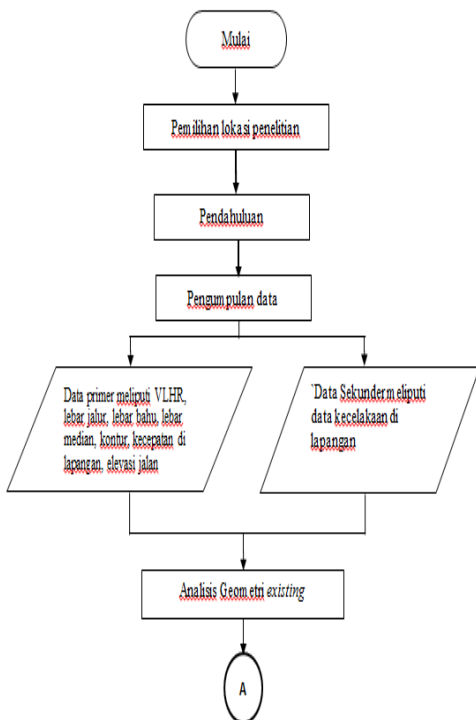 Mulai
Pemilihan lokasi penelitian
Pendahuluan
Pengumpulan data
Data primer meliputi VLHR,
lebar jalur, lebar bahu, lebar
median, kontur, kecepatan di
lapangan, elevasi jalan
`Data Sekunder meliputi
data kecelakaan di
lapangan
Analisis Geometri existing
A